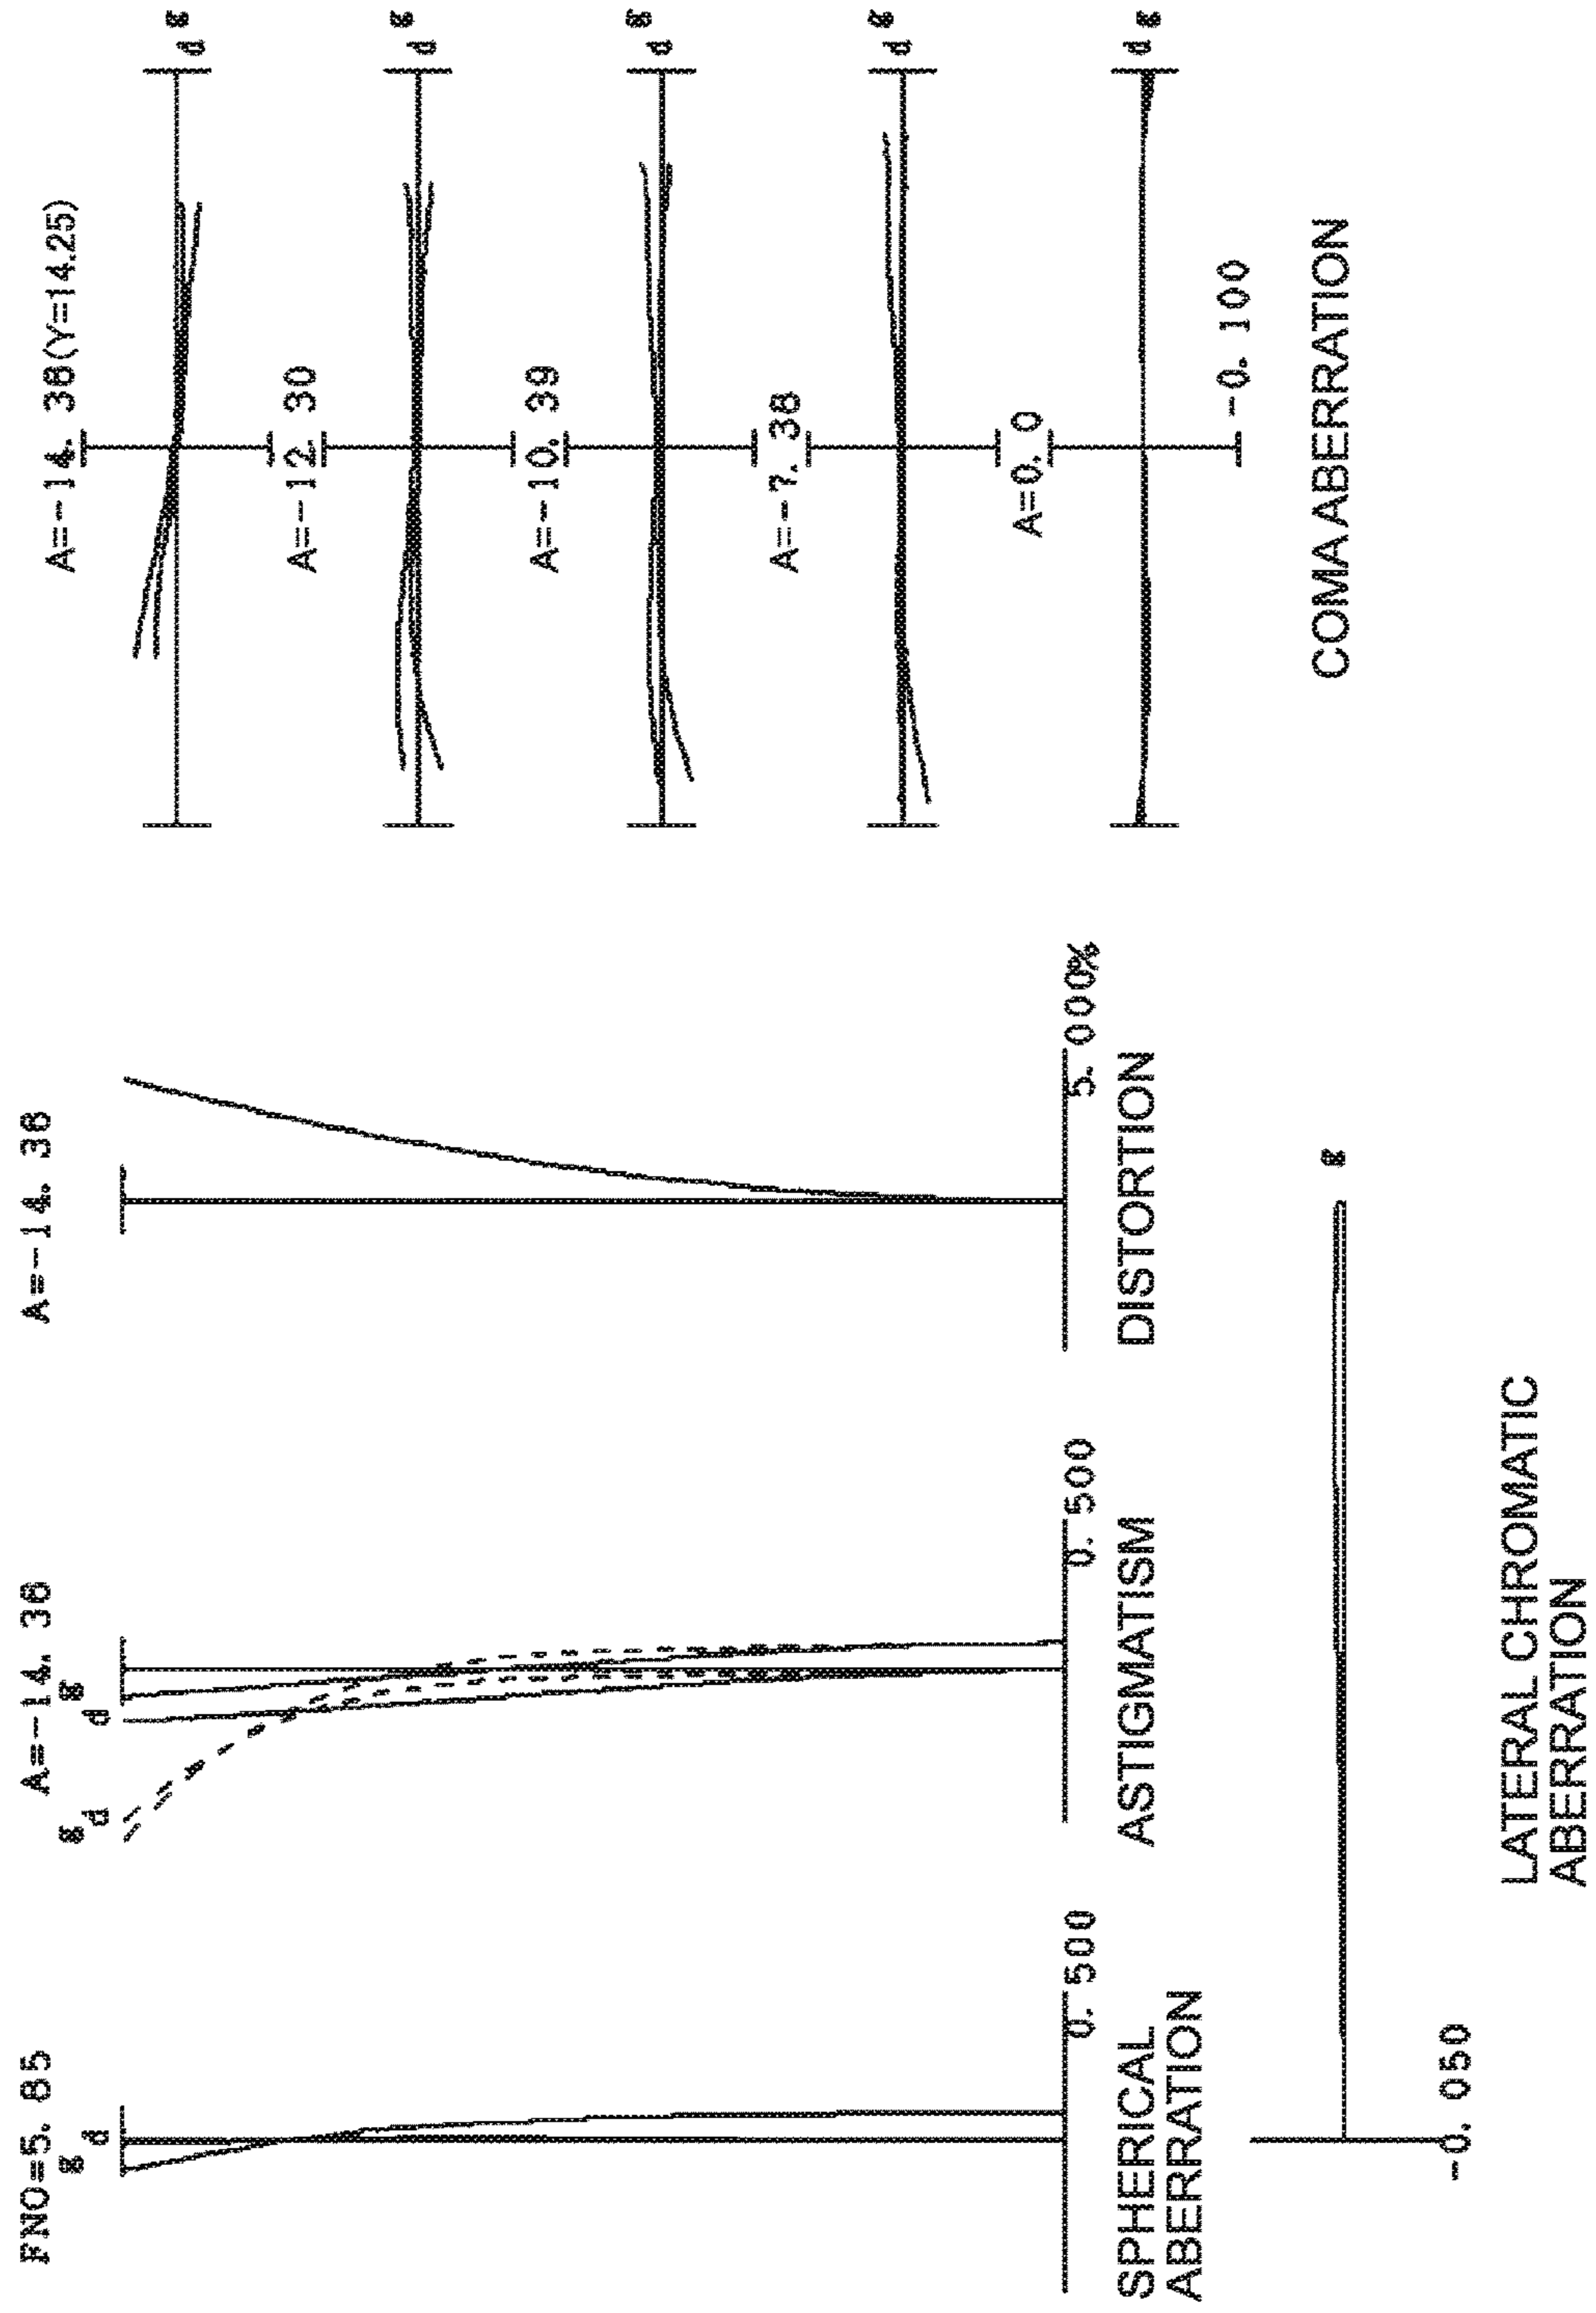 FNO=5. 85
g
d
0. 500
SPHERICAL
ABERRATION
A=-14. 38
g
d
d
g
0. 500
ASTIGMATISM
A=-14. 38
5. 000%
DISTORTION
g
-0. 050
LATERAL CHROMATIC
ABERRATION
A=-14. 38(Y=14.25)
g
d
A=-12. 30
g
d
A=-10. 39
g
d
A=-7. 38
g
d
A=0. 0
g
d
-0. 100
COMA ABERRATION